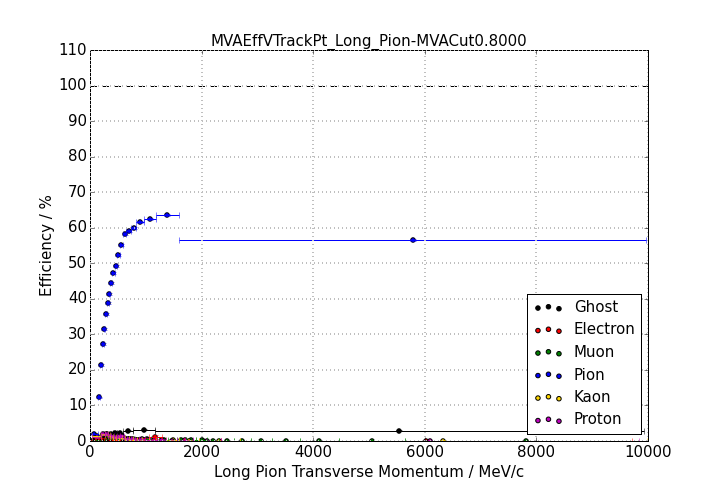 MVAEffVTrackPt_Long_Pion-MVACut0.8000
110
100
90
80
70
60
50
40
30
20
10
0
Efficiency / %
Ghost
Electron
Muon
Pion
Kaon
Proton
0 2000 4000 6000 8000 10000
Long Pion Transverse Momentum / MeV/c